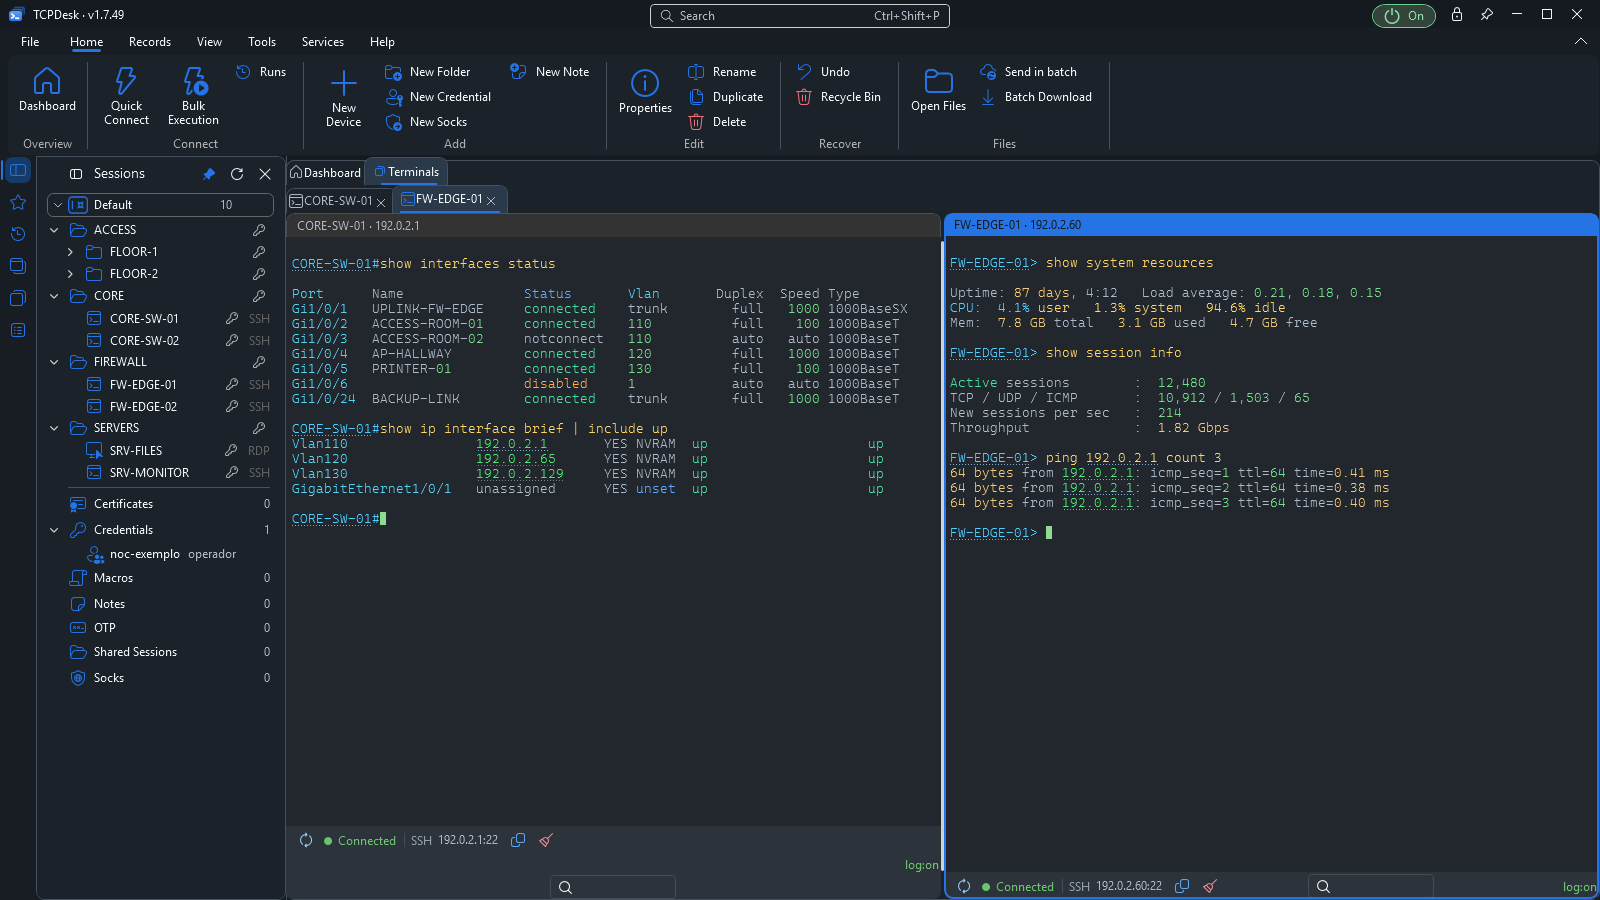 TCPDesk · v1.7.49
Search Ctrl+Shift+P
On
File Home Records View Tools Services Help
Dashboard
Overview
Quick Connect
Bulk Execution
Runs
Connect
New Device
New Folder
New Credential
New Socks
New Note
Add
Properties
Rename
Duplicate
Delete
Edit
Undo
Recycle Bin
Recover
Open Files
Send in batch
Batch Download
Files
Sessions
Default 10
ACCESS
FLOOR-1
FLOOR-2
CORE
CORE-SW-01 SSH
CORE-SW-02 SSH
FIREWALL
FW-EDGE-01 SSH
FW-EDGE-02 SSH
SERVERS
SRV-FILES RDP
SRV-MONITOR SSH
Certificates 0
Credentials 1
noc-exemplo operador
Macros 0
Notes 0
OTP 0
Shared Sessions 0
Socks 0
Dashboard Terminals
CORE-SW-01 FW-EDGE-01
CORE-SW-01 · 192.0.2.1
CORE-SW-01#show interfaces status
Port Name Status Vlan Duplex Speed Type
Gi1/0/1 UPLINK-FW-EDGE connected trunk full 1000 1000BaseSX
Gi1/0/2 ACCESS-ROOM-01 connected 110 full 100 1000BaseT
Gi1/0/3 ACCESS-ROOM-02 notconnect 110 auto auto 1000BaseT
Gi1/0/4 AP-HALLWAY connected 120 full 1000 1000BaseT
Gi1/0/5 PRINTER-01 connected 130 full 100 1000BaseT
Gi1/0/6 disabled 1 auto auto 1000BaseT
Gi1/0/24 BACKUP-LINK connected trunk full 1000 1000BaseT
CORE-SW-01#show ip interface brief | include up
Vlan110 192.0.2.1 YES NVRAM up up
Vlan120 192.0.2.65 YES NVRAM up up
Vlan130 192.0.2.129 YES NVRAM up up
GigabitEthernet1/0/1 unassigned YES unset up up
CORE-SW-01#
Connected SSH 192.0.2.1:22
log:on
FW-EDGE-01 · 192.0.2.60
FW-EDGE-01> show system resources
Uptime: 87 days, 4:12 Load average: 0.21, 0.18, 0.15
CPU: 4.1% user 1.3% system 94.6% idle
Mem: 7.8 GB total 3.1 GB used 4.7 GB free
FW-EDGE-01> show session info
Active sessions : 12,480
TCP / UDP / ICMP : 10,912 / 1,503 / 65
New sessions per sec : 214
Throughput : 1.82 Gbps
FW-EDGE-01> ping 192.0.2.1 count 3
64 bytes from 192.0.2.1: icmp_seq=1 ttl=64 time=0.41 ms
64 bytes from 192.0.2.1: icmp_seq=2 ttl=64 time=0.38 ms
64 bytes from 192.0.2.1: icmp_seq=3 ttl=64 time=0.40 ms
FW-EDGE-01>
Connected SSH 192.0.2.60:22
log:on